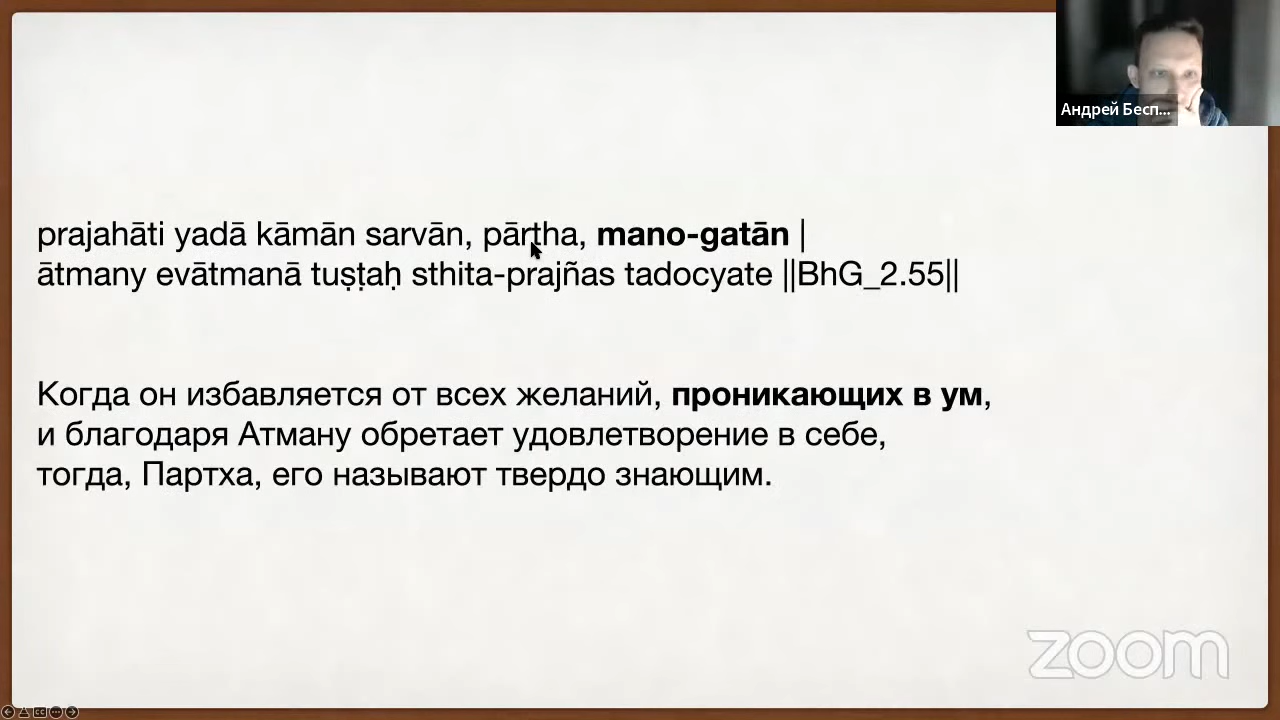 Андрей Бесп...
prajahāti yadā kāmān sarvān, pārtha, mano-gatān |
ātmany evātmanā tuṣṭaḥ sthita-prajñas tadocyate ||BhG_2.55||
Когда он избавляется от всех желаний, проникающих в ум,
и благодаря Атману обретает удовлетворение в себе,
тогда, Партха, его называют твердо знающим.
zoom